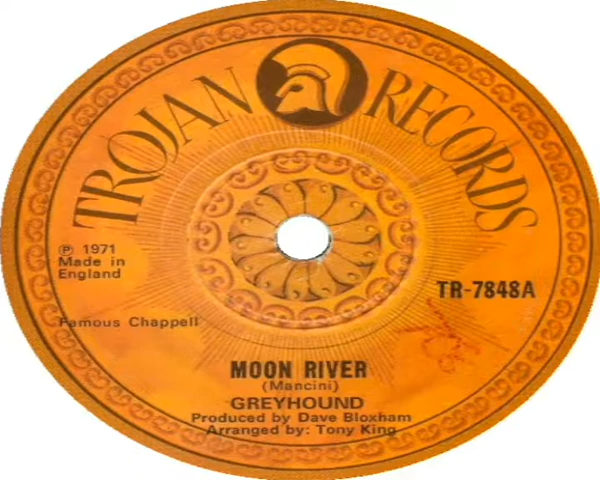 TROJAN RECORDS
℗ 1971
Made in
England
TR-7848A
Famous Chappell
MOON RIVER
(Mancini)
GREYHOUND
Produced by Dave Bloxham
Arranged by: Tony King